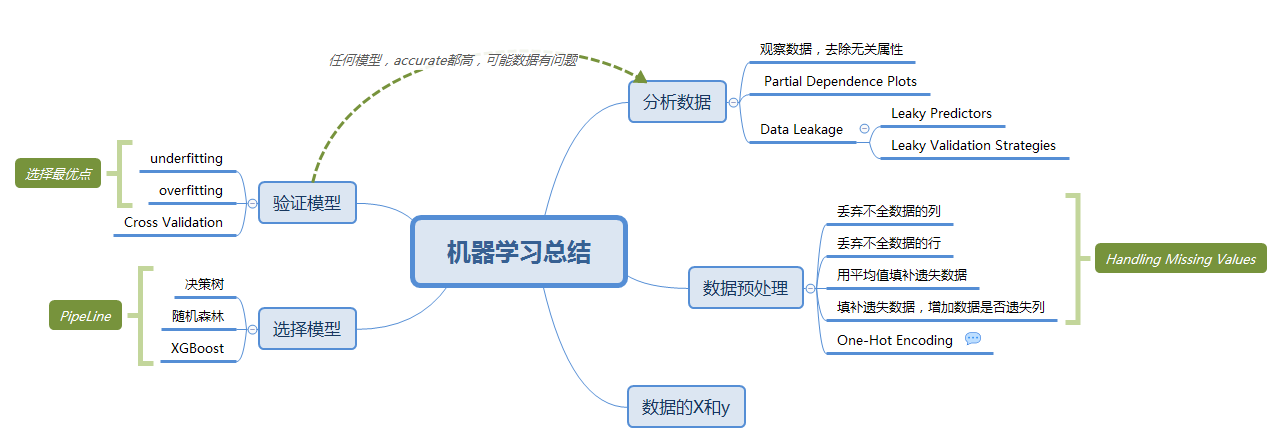 任何模型，accurate都高，可能数据有问题
机器学习总结
分析数据
观察数据，去除无关属性
Partial Dependence Plots
Data Leakage
Leaky Predictors
Leaky Validation Strategies
数据预处理
丢弃不全数据的列
丢弃不全数据的行
用平均值填补遗失数据
填补遗失数据，增加数据是否遗失列
One-Hot Encoding
Handling Missing Values
数据的X和y
选择模型
决策树
随机森林
XGBoost
PipeLine
验证模型
underfitting
overfitting
Cross Validation
选择最优点